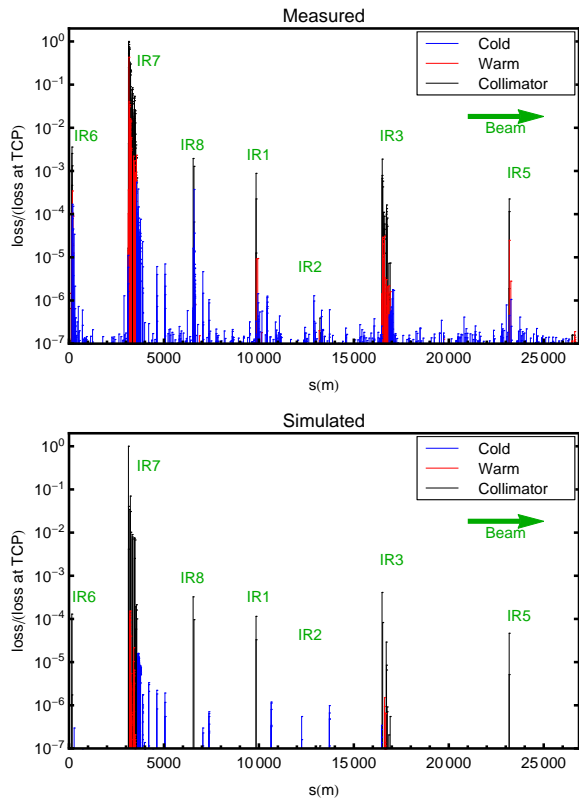 Measured
10^0
10^-1
10^-2
10^-3
10^-4
10^-5
10^-6
10^-7
loss/(loss at TCP)
IR6
IR7
IR8
IR1
IR2
IR3
IR5
Cold
Warm
Collimator
Beam
0 5000 10 000 15 000 20 000 25 000
s(m)
Simulated
10^0
10^-1
10^-2
10^-3
10^-4
10^-5
10^-6
10^-7
loss/(loss at TCP)
IR6
IR7
IR8
IR1
IR2
IR3
IR5
Cold
Warm
Collimator
Beam
0 5000 10 000 15 000 20 000 25 000
s(m)